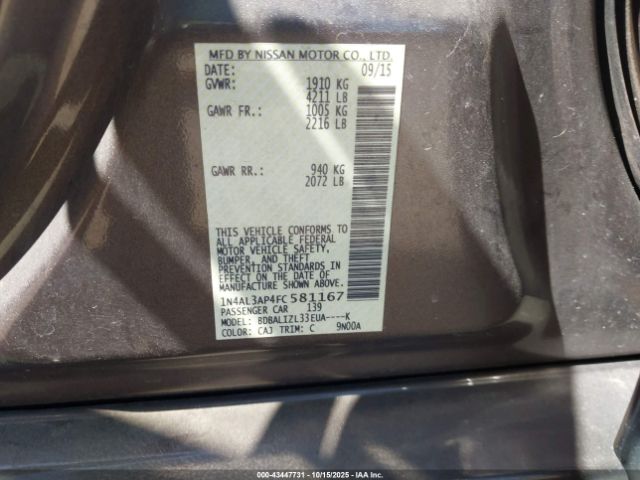 MFD BY NISSAN MOTOR CO., LTD.
DATE: 09/15
GVWR: 1910 KG
4211 LB
GAWR FR.: 1005 KG
2216 LB
GAWR RR.: 940 KG
2072 LB
THIS VEHICLE CONFORMS TO
ALL APPLICABLE FEDERAL
MOTOR VEHICLE SAFETY,
BUMPER, AND THEFT
PREVENTION STANDARDS IN
EFFECT ON THE DATE OF
MANUFACTURE SHOWN ABOVE.
1N4AL3AP4FC581167
PASSENGER CAR 139
MODEL: BDBALIZL33EUA----K
COLOR: CAJ TRIM: C 9N00A
000-43447731 - 10/15/2025 - Copyright © 2025 IAA, Inc.